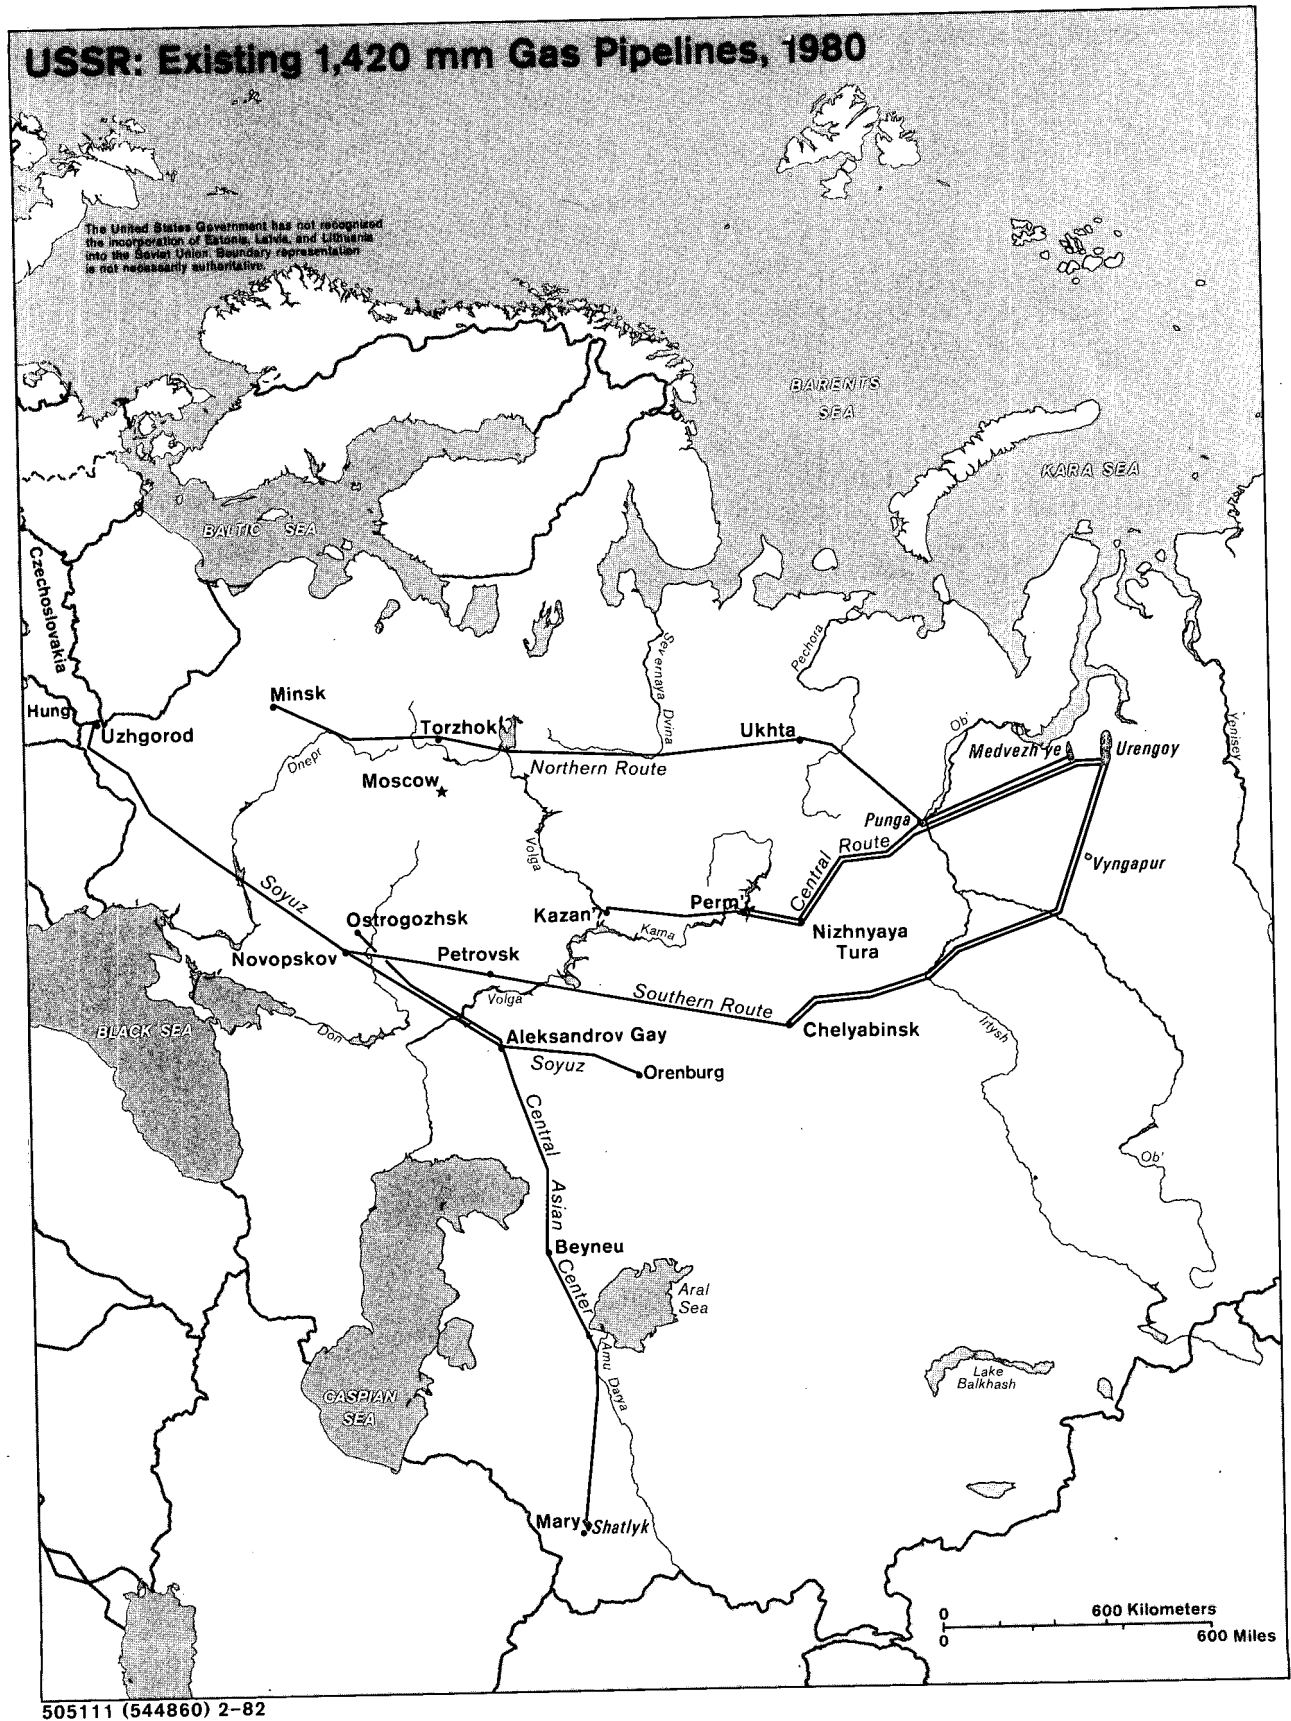 USSR: Existing 1,420 mm Gas Pipelines, 1980
The United States Government has not recognized
the incorporation of Estonia, Latvia, and Lithuania
into the Soviet Union. Boundary representation
is not necessarily authoritative.
BARENTS
SEA
KARA SEA
BALTIC SEA
Czechoslovakia
Severnaya Dvina
Pechora
Minsk
Hung
Uzhgorod
Torzhok
Ukhta
Ob'
Medvezh'ye
Urengoy
Yenisey
Dnepr
Northern Route
Moscow
Punga
Volga
Central Route
Vyngapur
Soyuz
Perm'
Kazan'
Ostrogozhsk
Kama
Nizhnyaya
Tura
Novopskov
Petrovsk
Volga
Southern Route
BLACK SEA
Don
Aleksandrov Gay
Chelyabinsk
Irtysh
Soyuz
Orenburg
Central Asian Center
Ob'
Beyneu
Aral
Sea
Amu Darya
Lake
Balkhash
CASPIAN
SEA
Mary
Shatlyk
0 600 Kilometers
0 600 Miles
505111 (544860) 2-82